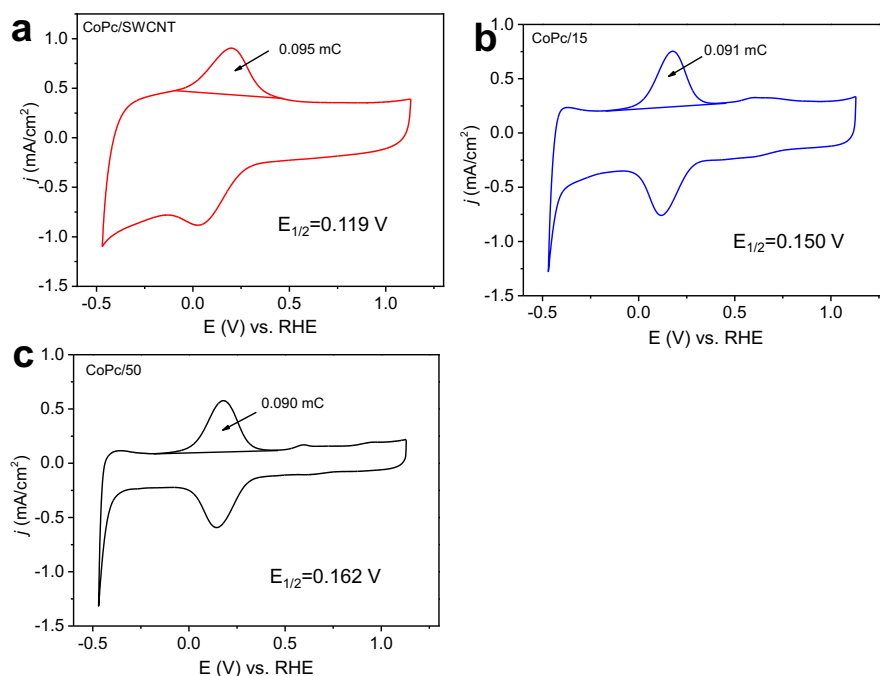 a
CoPc/SWCNT
0.095 mC
E1/2=0.119 V
j (mA/cm2)
1.0
0.5
0.0
-0.5
-1.0
-1.5
-0.5 0.0 0.5 1.0
E (V) vs. RHE
b
CoPc/15
0.091 mC
E1/2=0.150 V
j (mA/cm2)
1.0
0.5
0.0
-0.5
-1.0
-1.5
-0.5 0.0 0.5 1.0
E (V) vs. RHE
c
CoPc/50
0.090 mC
E1/2=0.162 V
j (mA/cm2)
1.0
0.5
0.0
-0.5
-1.0
-1.5
-0.5 0.0 0.5 1.0
E (V) vs. RHE